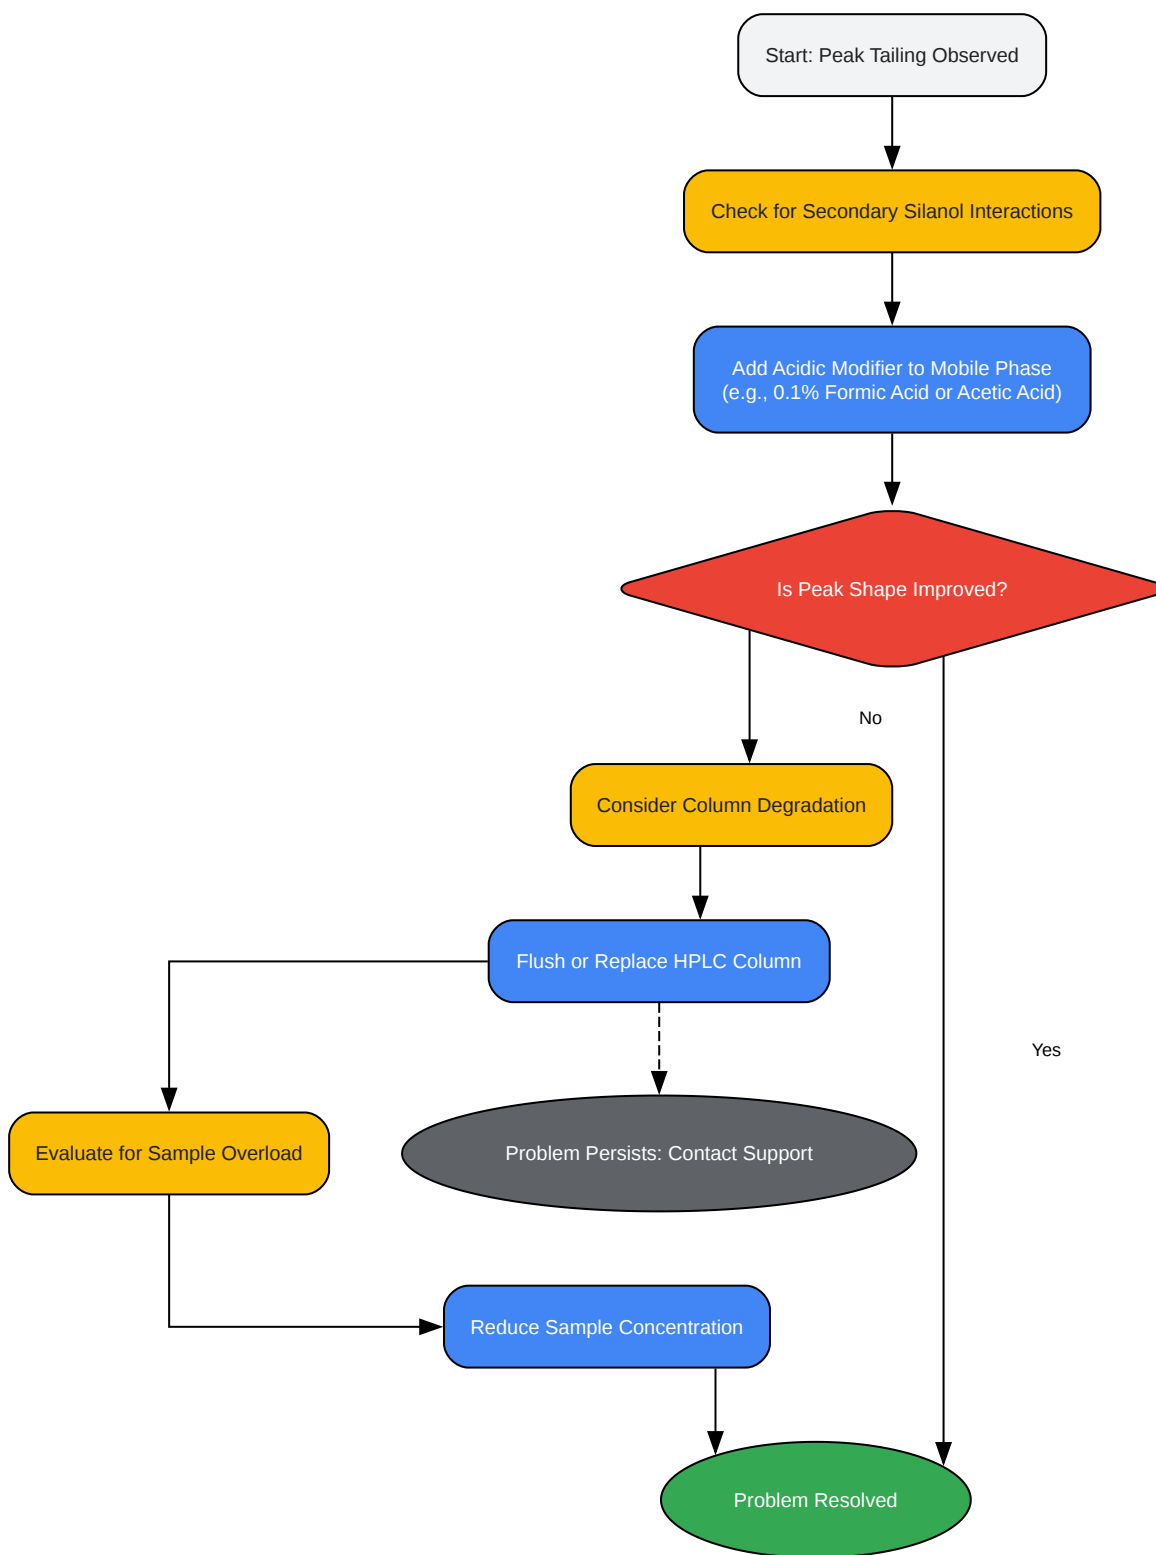 Start: Peak Tailing Observed
Check for Secondary Silanol Interactions
Add Acidic Modifier to Mobile Phase
(e.g., 0.1% Formic Acid or Acetic Acid)
Is Peak Shape Improved?
No
Consider Column Degradation
Flush or Replace HPLC Column
Yes
Evaluate for Sample Overload
Problem Persists: Contact Support
Reduce Sample Concentration
Problem Resolved